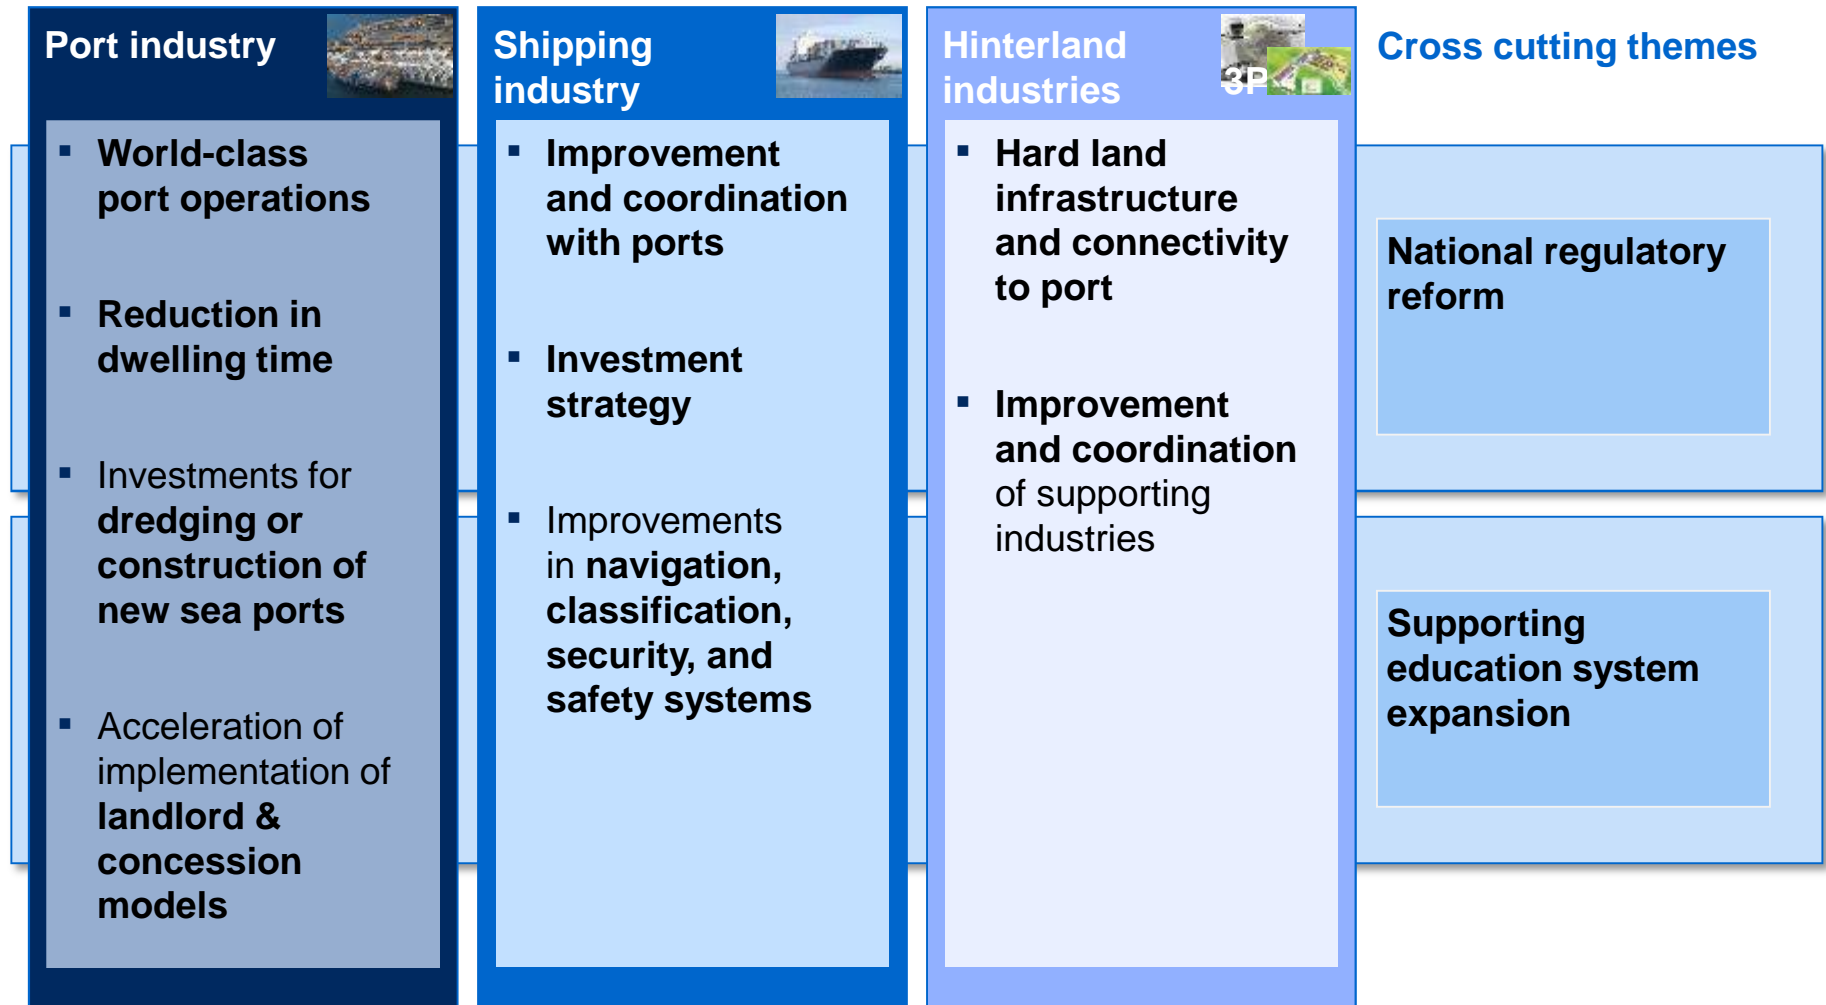 Port industry
World-class
port operations
Reduction in
dwelling time
Investments for
dredging or
construction of
new sea ports
Acceleration of
implementation of
landlord &
concession
models
Shipping
industry
Improvement
and coordination
with ports
Investment
strategy
Improvements
in navigation,
classification,
security, and
safety systems
Hinterland
industries
3P
Hard land
infrastructure
and connectivity
to port
Improvement
and coordination
of supporting
industries
Cross cutting themes
National regulatory
reform
Supporting
education system
expansion